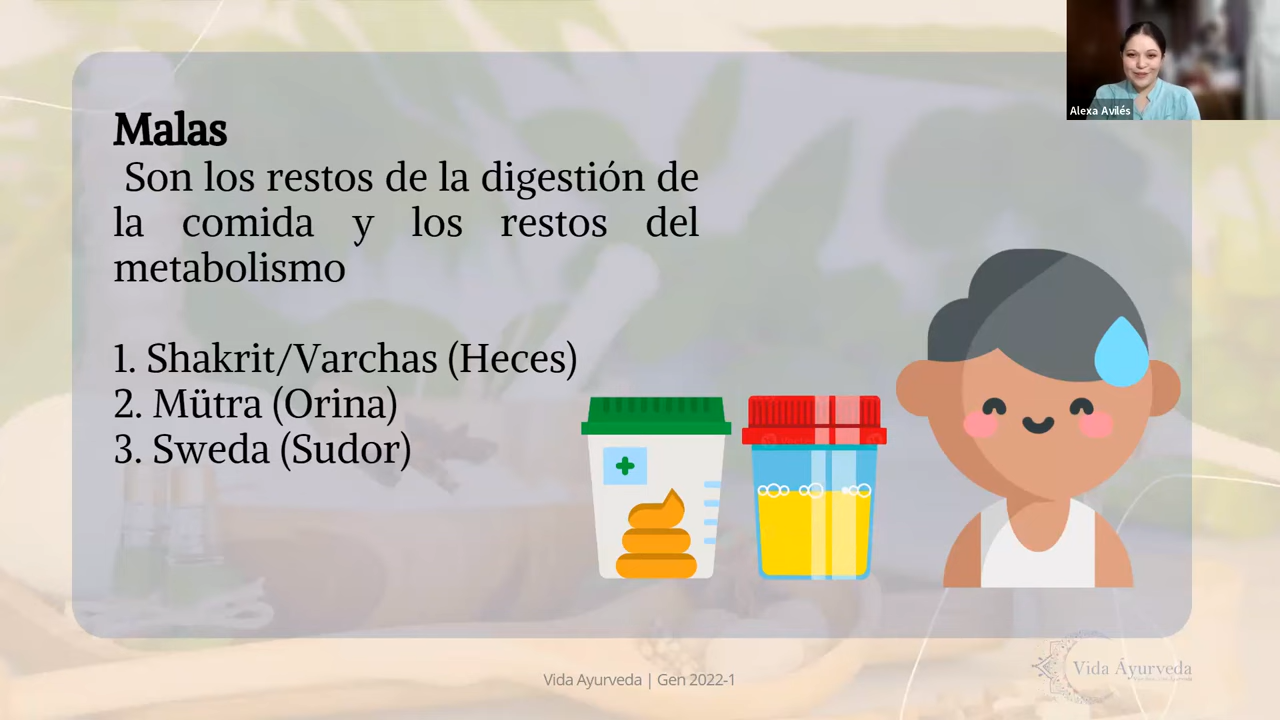 Alexa Avilés
Malas
Son los restos de la digestión de
la comida y los restos del
metabolismo
1. Shakrit/Varchas (Heces)
2. Mütra (Orina)
3. Sweda (Sudor)
Vida Ayurveda | Gen 2022-1
Vida Áyurveda